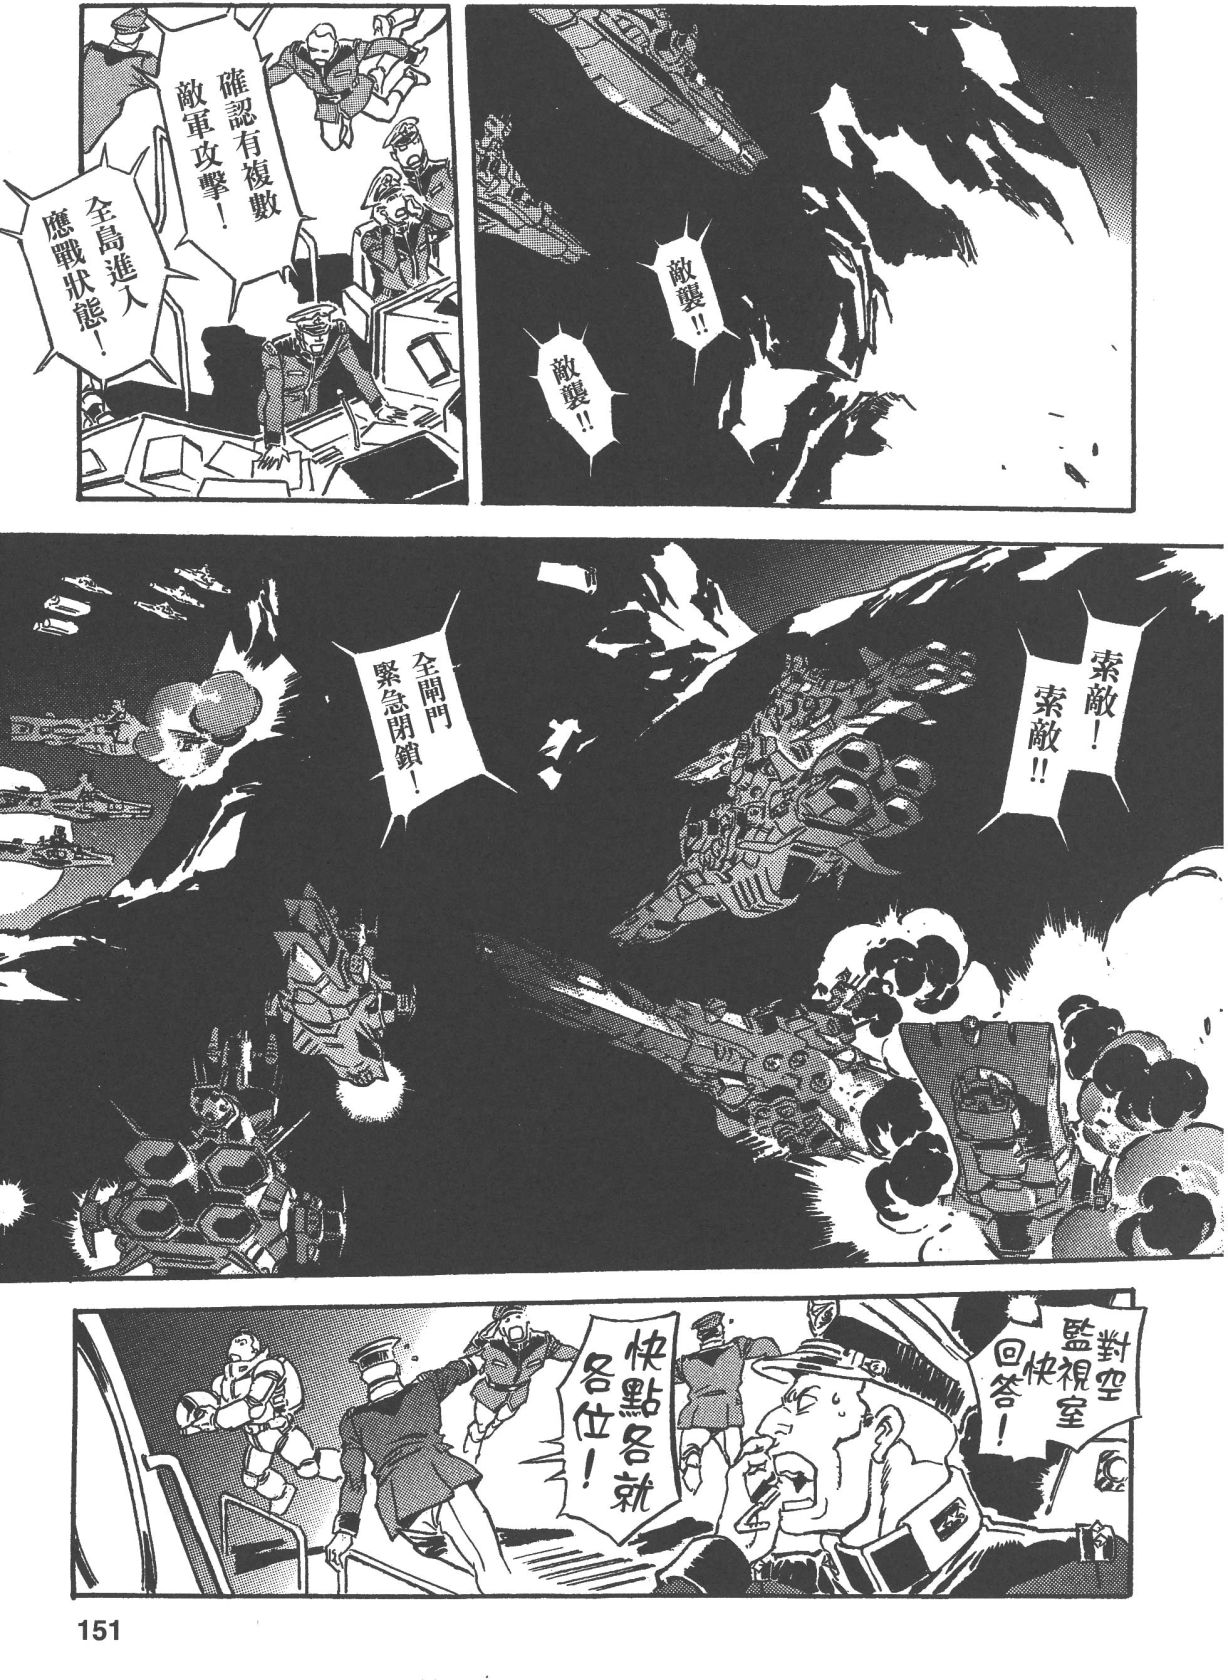 敵襲!!
敵襲!!
確認有複數
敵軍攻擊！
全島進入
應戰狀態！
索敵！
索敵!!
全閘門
緊急閉鎖！
對空
監視室
快
回答！
快點各就
各位！
151